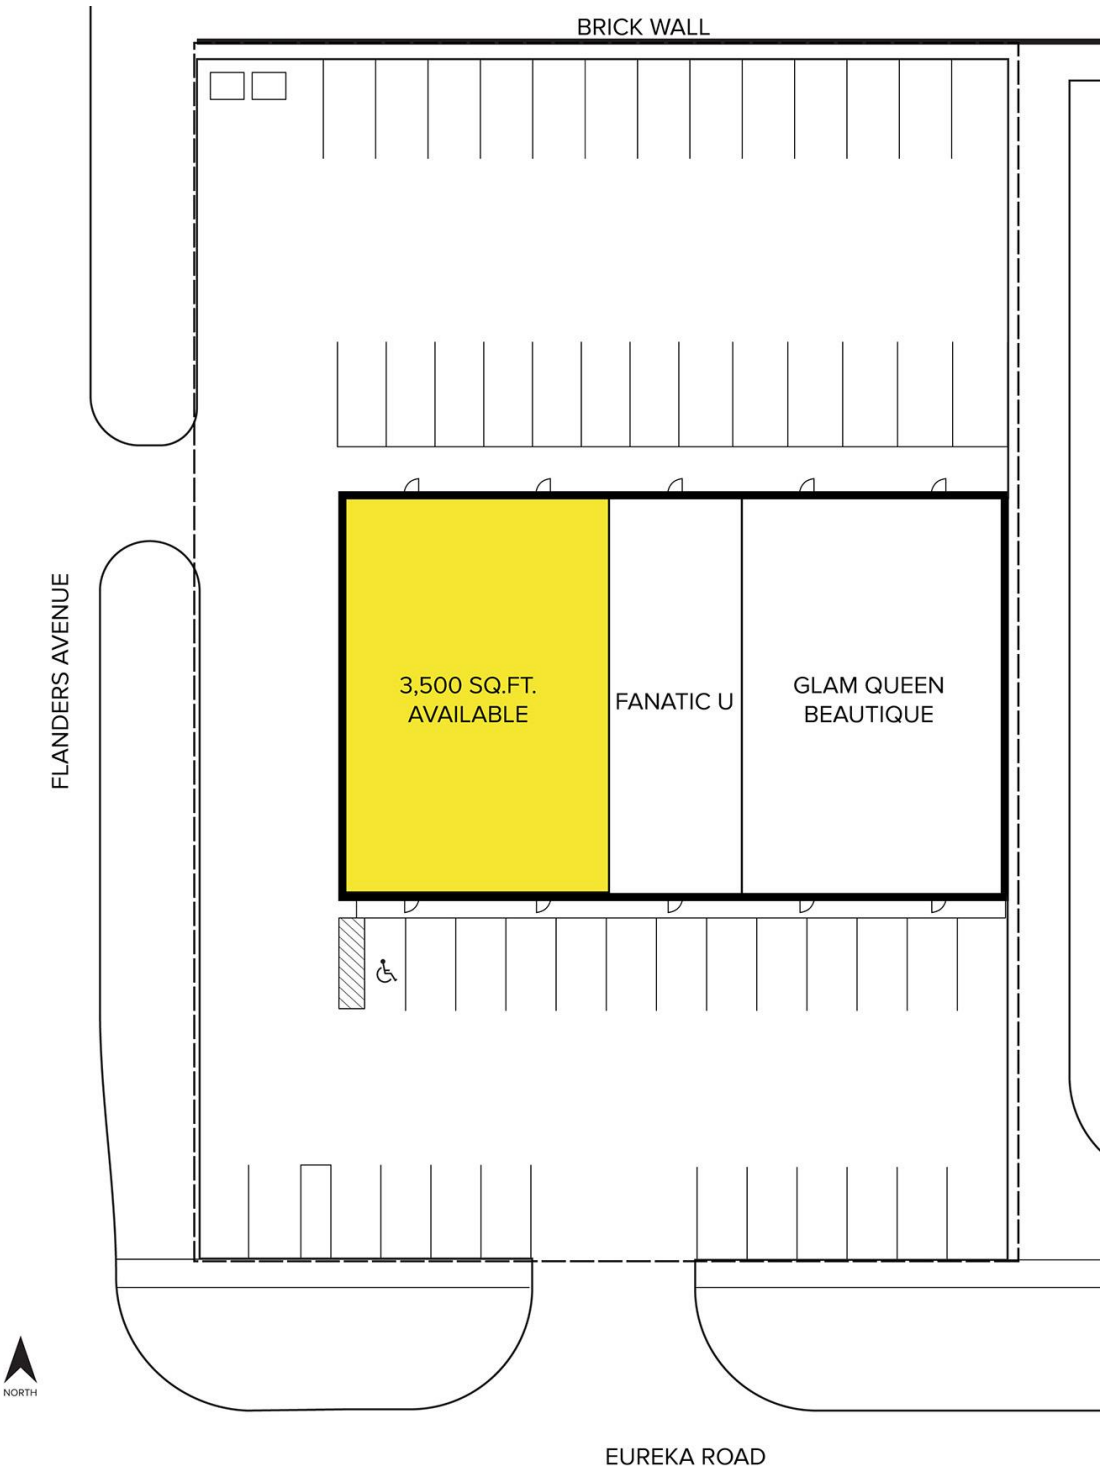 BRICK WALL
FLANDERS AVENUE
3,500 SQ.FT.
AVAILABLE
FANATIC U
GLAM QUEEN
BEAUTIQUE
NORTH
EUREKA ROAD